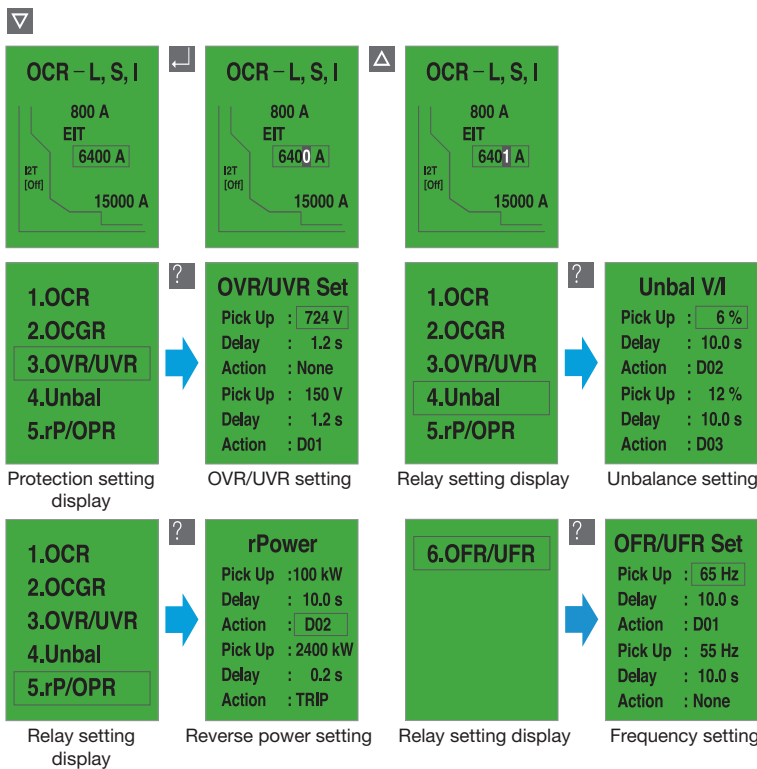 OCR – L, S, I
800 A
EIT
6400 A
I2T
[Off]
15000 A
OCR – L, S, I
800 A
EIT
6400 A
I2T
[Off]
15000 A
OCR – L, S, I
800 A
EIT
6401 A
I2T
[Off]
15000 A
1.OCR
2.OCGR
3.OVR/UVR
4.Unbal
5.rP/OPR
Protection setting
display
?
OVR/UVR Set
Pick Up : 724 V
Delay : 1.2 s
Action : None
Pick Up : 150 V
Delay : 1.2 s
Action : D01
OVR/UVR setting
1.OCR
2.OCGR
3.OVR/UVR
4.Unbal
5.rP/OPR
Relay setting display
?
Unbal V/I
Pick Up : 6 %
Delay : 10.0 s
Action : D02
Pick Up : 12 %
Delay : 10.0 s
Action : D03
Unbalance setting
1.OCR
2.OCGR
3.OVR/UVR
4.Unbal
5.rP/OPR
Relay setting
display
?
rPower
Pick Up :100 kW
Delay : 10.0 s
Action : D02
Pick Up : 2400 kW
Delay : 0.2 s
Action : TRIP
Reverse power setting
6.OFR/UFR
Relay setting display
?
OFR/UFR Set
Pick Up : 65 Hz
Delay : 10.0 s
Action : D01
Pick Up : 55 Hz
Delay : 10.0 s
Action : None
Frequency setting